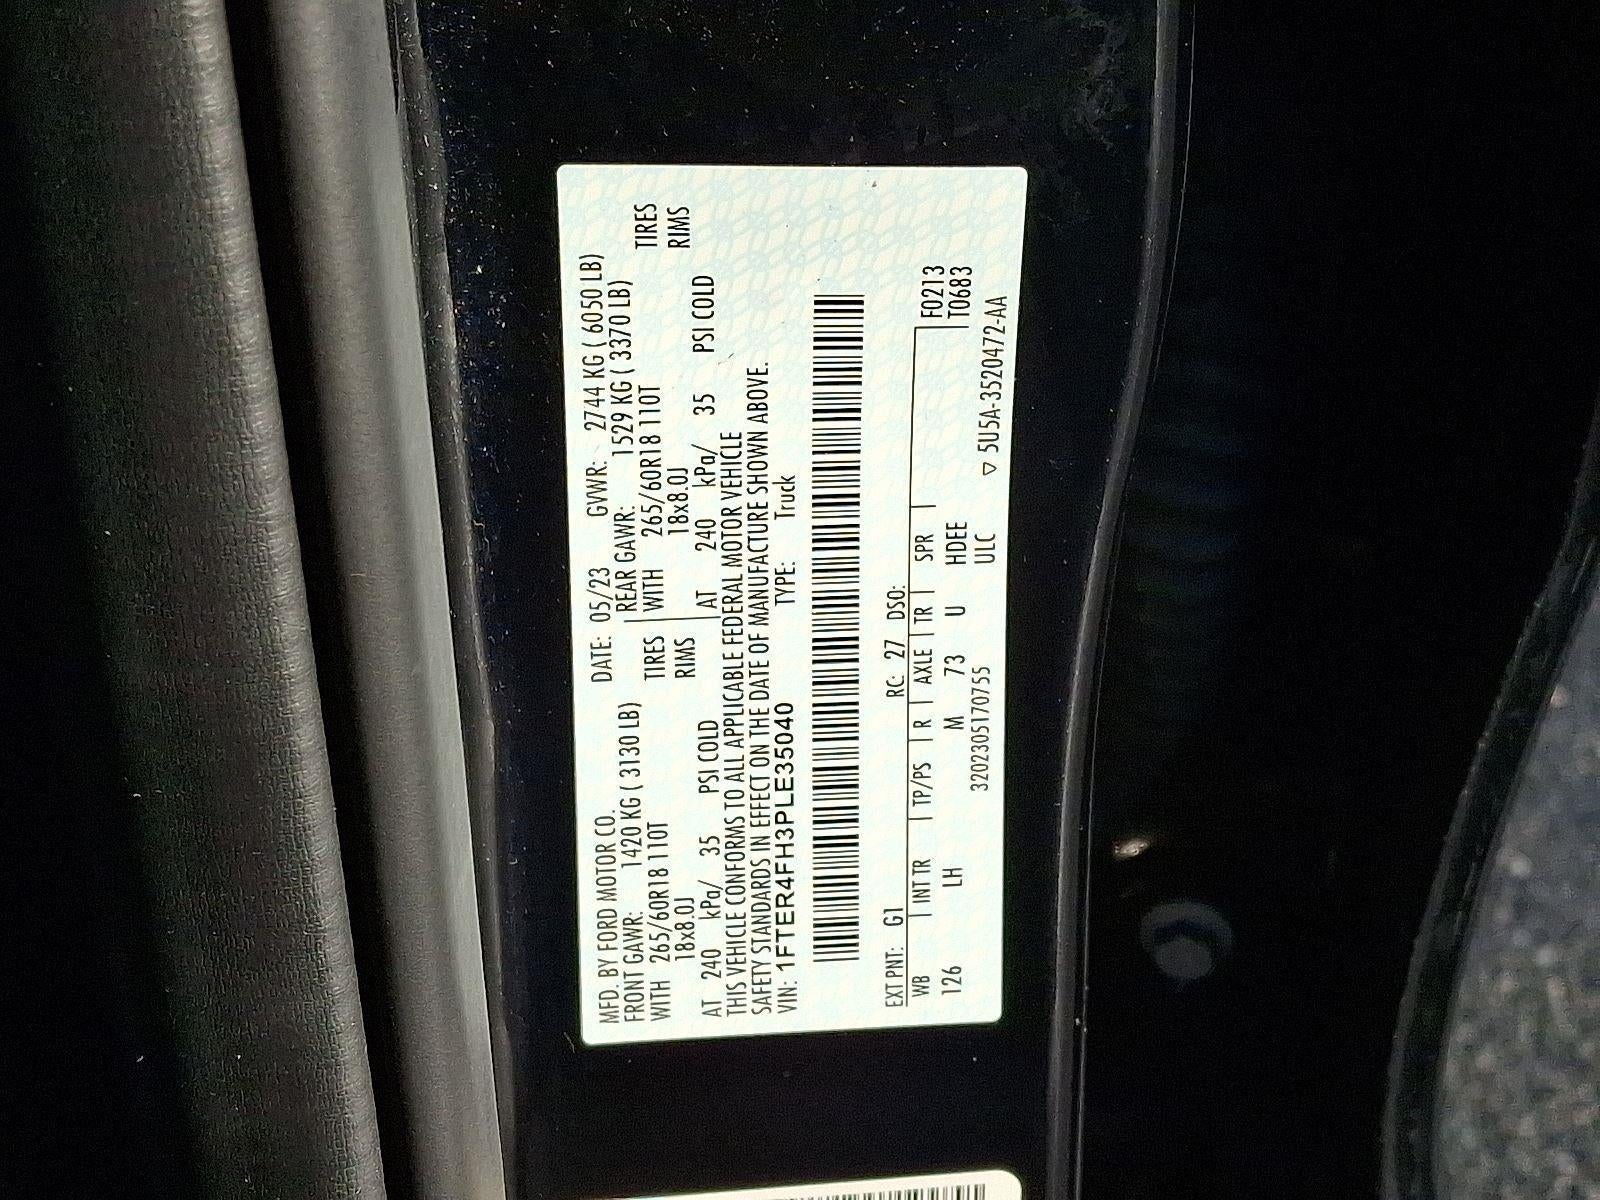 MFD. BY FORD MOTOR CO. DATE: 05/23 GVWR: 2744 KG ( 6050 LB)
FRONT GAWR: 1420 KG ( 3130 LB) REAR GAWR: 1529 KG ( 3370 LB)
WITH 265/60R18 110T TIRES WITH 265/60R18 110T TIRES
18x8.0J RIMS 18x8.0J RIMS
AT 240 kPa/ 35 PSI COLD AT 240 kPa/ 35 PSI COLD
THIS VEHICLE CONFORMS TO ALL APPLICABLE FEDERAL MOTOR VEHICLE
SAFETY STANDARDS IN EFFECT ON THE DATE OF MANUFACTURE SHOWN ABOVE.
VIN: 1FTER4FH3PLE35040 TYPE: Truck
EXT PNT: G1 RC: 27 DSO:
WB INT TR TP/PS R AXLE TR SPR F0213
126 LH M 73 U HDEE T0683
3202305170755 ULC
▽ 5U5A-3520472-AA